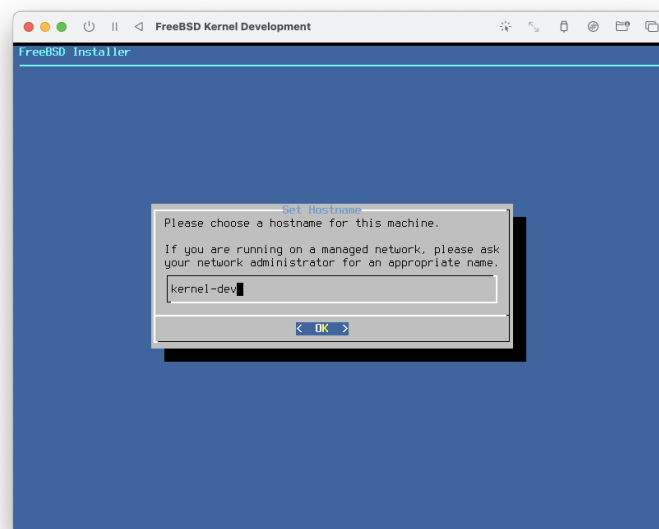 FreeBSD Kernel Development
FreeBSD Installer
Set Hostname
Please choose a hostname for this machine.
If you are running on a managed network, please ask
your network administrator for an appropriate name.
kernel-dev
< OK >